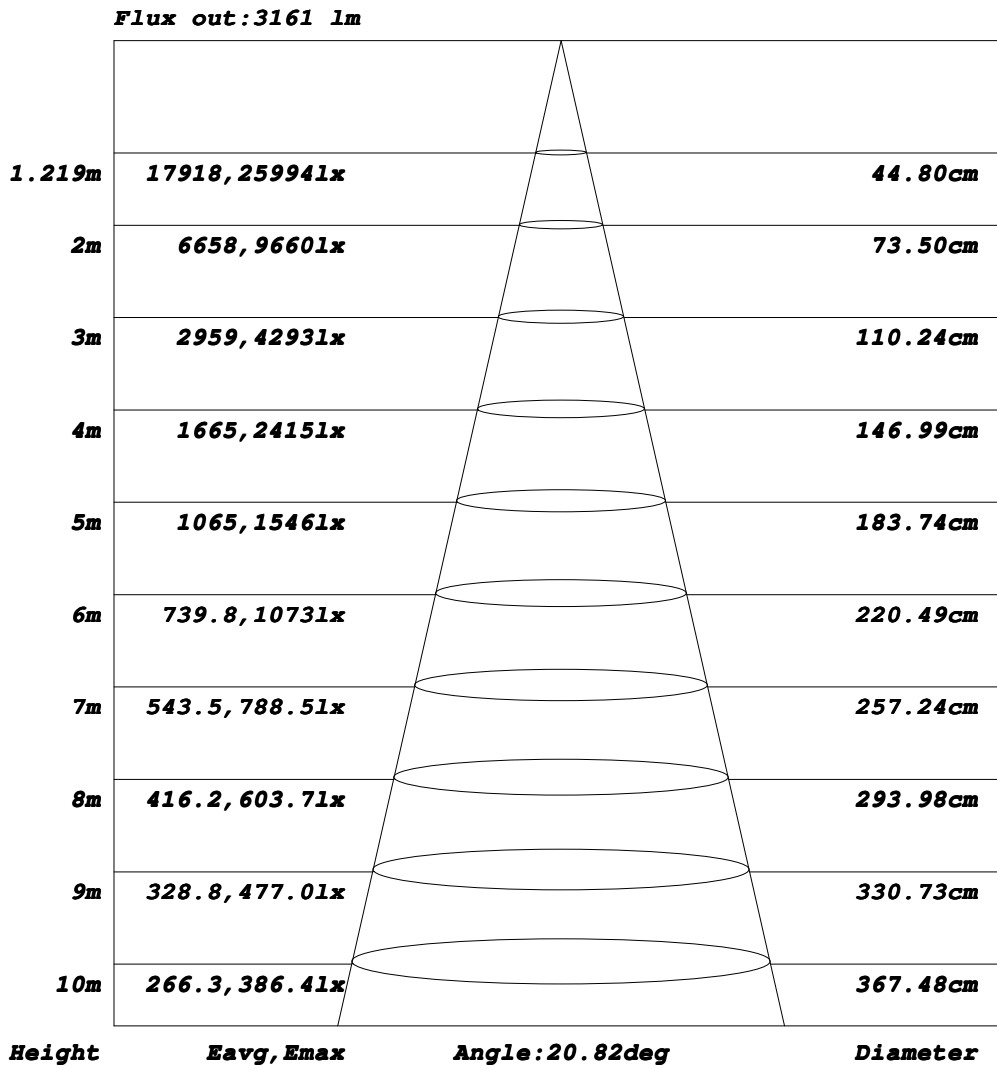 Flux out:3161 lm
1.219m 17918,25994lx 44.80cm
2m 6658,9660lx 73.50cm
3m 2959,4293lx 110.24cm
4m 1665,2415lx 146.99cm
5m 1065,1546lx 183.74cm
6m 739.8,1073lx 220.49cm
7m 543.5,788.5lx 257.24cm
8m 416.2,603.7lx 293.98cm
9m 328.8,477.0lx 330.73cm
10m 266.3,386.4lx 367.48cm
Height Eavg,Emax Angle:20.82deg Diameter